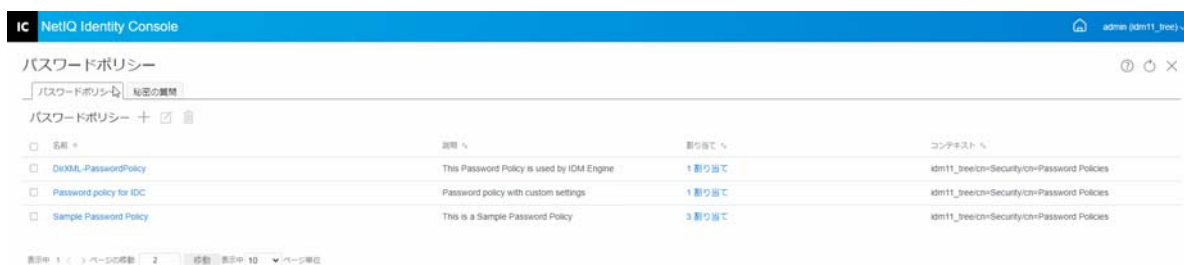 IC NetIQ Identity Console
admin (idm11_tree)
パスワードポリシー
パスワードポリシー 秘密の質問
パスワードポリシー
名前 説明 割り当て コンテキスト
DirXML-PasswordPolicy This Password Policy is used by IDM Engine 1 割り当て idm11_tree/cn=Security/cn=Password Policies
Password policy for IDC Password policy with custom settings 1 割り当て idm11_tree/cn=Security/cn=Password Policies
Sample Password Policy This is a Sample Password Policy 3 割り当て idm11_tree/cn=Security/cn=Password Policies
表示中 1 < > ページの移動 2 移動 表示中 10 ページ単位